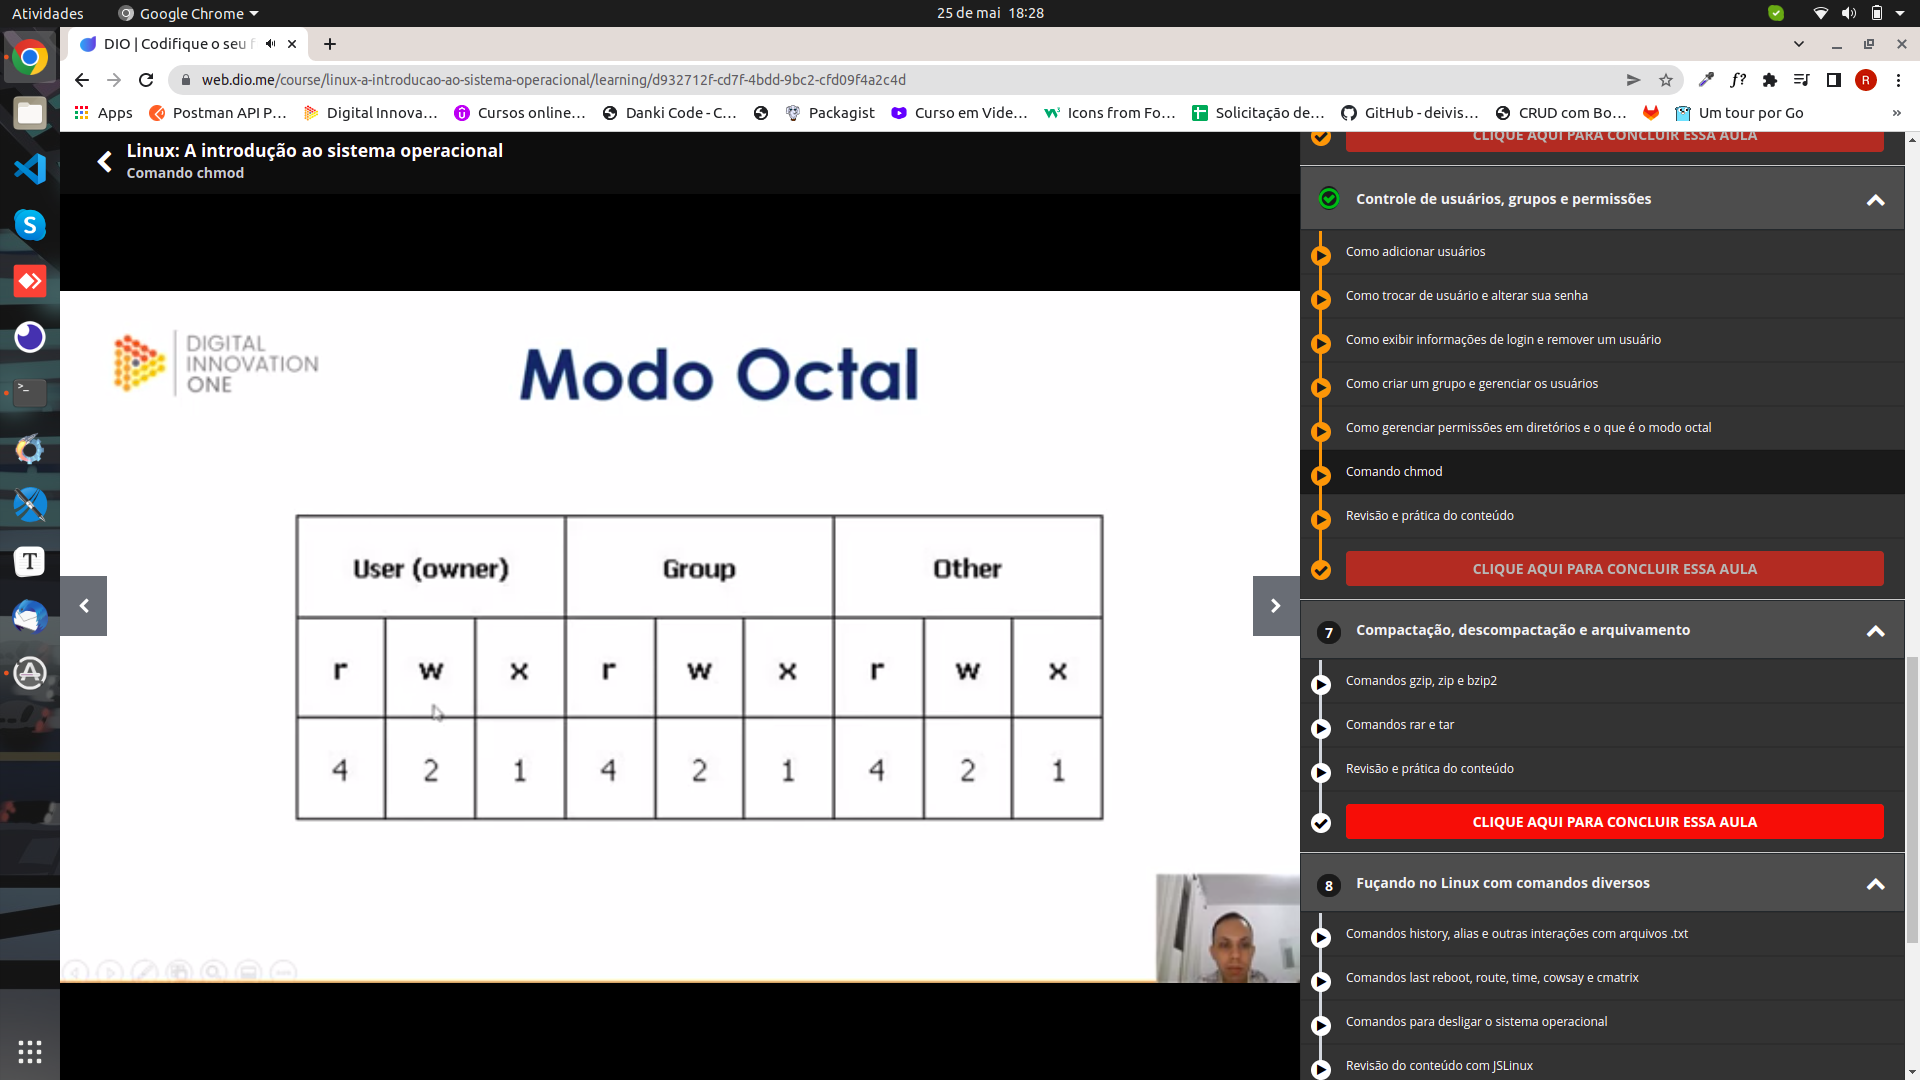 Atividades
Google Chrome
25 de mai 18:28
DIO | Codifique o seu f
web.dio.me/course/linux-a-introducao-ao-sistema-operacional/learning/d932712f-cd7f-4bdd-9bc2-cfd09f4a2c4d
f?
R
Apps
Postman API P...
Digital Innova...
Cursos online...
Danki Code - C...
Packagist
Curso em Vide...
Icons from Fo...
Solicitação de...
GitHub - deivis...
CRUD com Bo...
Um tour por Go
»
Linux: A introdução ao sistema operacional
Comando chmod
DIGITAL
INNOVATION
ONE
Modo Octal
User (owner) Group Other
r w x r w x r w x
4 2 1 4 2 1 4 2 1
CLIQUE AQUI PARA CONCLUIR ESSA AULA
Controle de usuários, grupos e permissões
Como adicionar usuários
Como trocar de usuário e alterar sua senha
Como exibir informações de login e remover um usuário
Como criar um grupo e gerenciar os usuários
Como gerenciar permissões em diretórios e o que é o modo octal
Comando chmod
Revisão e prática do conteúdo
CLIQUE AQUI PARA CONCLUIR ESSA AULA
7 Compactação, descompactação e arquivamento
Comandos gzip, zip e bzip2
Comandos rar e tar
Revisão e prática do conteúdo
CLIQUE AQUI PARA CONCLUIR ESSA AULA
8 Fuçando no Linux com comandos diversos
Comandos history, alias e outras interações com arquivos .txt
Comandos last reboot, route, time, cowsay e cmatrix
Comandos para desligar o sistema operacional
Revisão do conteúdo com JSLinux